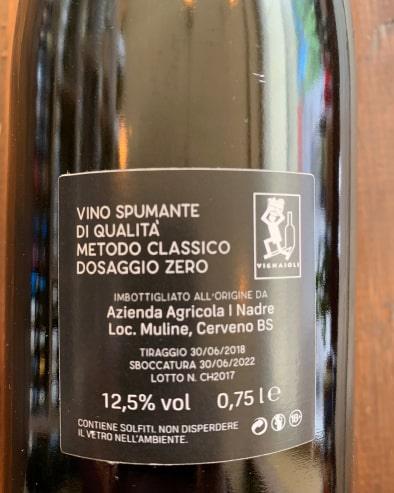 VINO SPUMANTE
DI QUALITÀ
METODO CLASSICO
DOSAGGIO ZERO
VIGNAIOLI
IMBOTTIGLIATO ALL'ORIGINE DA
Azienda Agricola I Nadre
Loc. Muline, Cerveno BS
TIRAGGIO 30/06/2018
SBOCCATURA 30/06/2022
LOTTO N. CH2017
12,5% vol 0,75 l e
CONTIENE SOLFITI. NON DISPERDERE
IL VETRO NELL'AMBIENTE.
18+